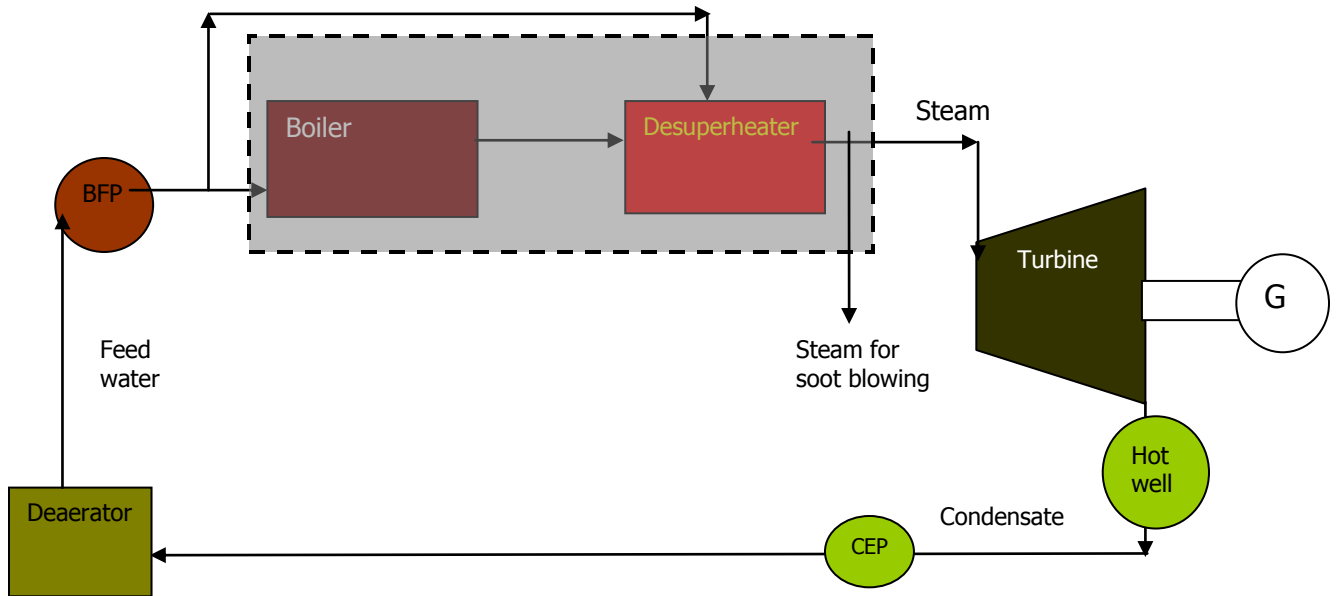 Boiler
Desuperheater
Steam
BFP
Turbine
G
Feed
water
Steam for
soot blowing
Hot
well
Deaerator
Condensate
CEP